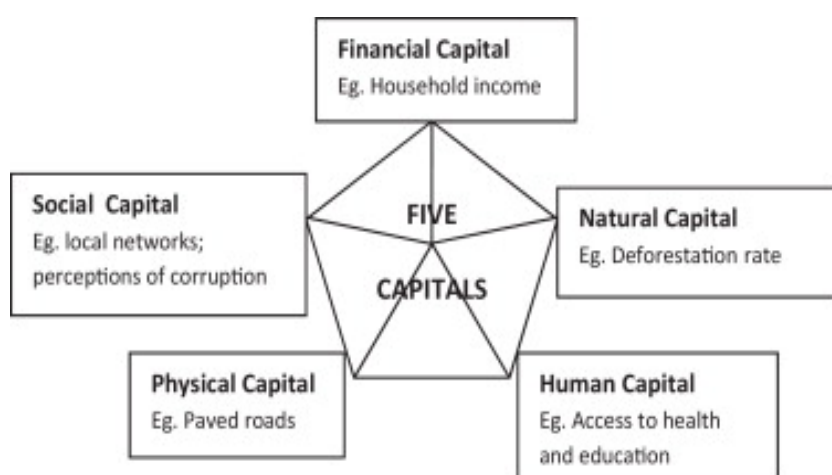 Financial Capital
Eg. Household income
Social Capital
Eg. local networks;
perceptions of corruption
FIVE
CAPITALS
Natural Capital
Eg. Deforestation rate
Physical Capital
Eg. Paved roads
Human Capital
Eg. Access to health
and education